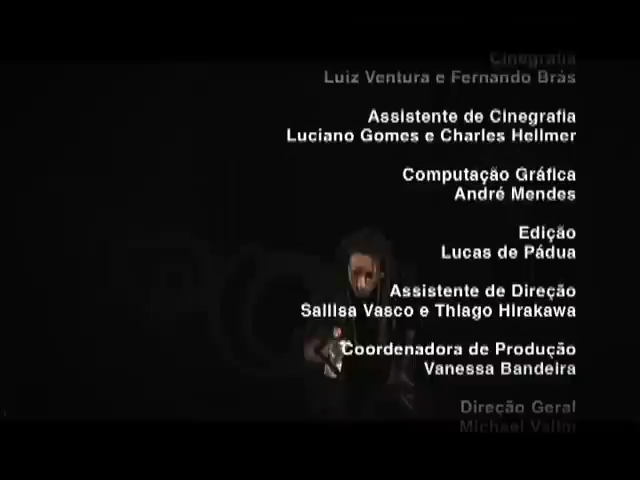 Cinegrafia
Luiz Ventura e Fernando Brás
Assistente de Cinegrafia
Luciano Gomes e Charles Hellmer
Computação Gráfica
André Mendes
Edição
Lucas de Pádua
Assistente de Direção
Sallisa Vasco e Thiago Hirakawa
Coordenadora de Produção
Vanessa Bandeira
Direção Geral
Michael